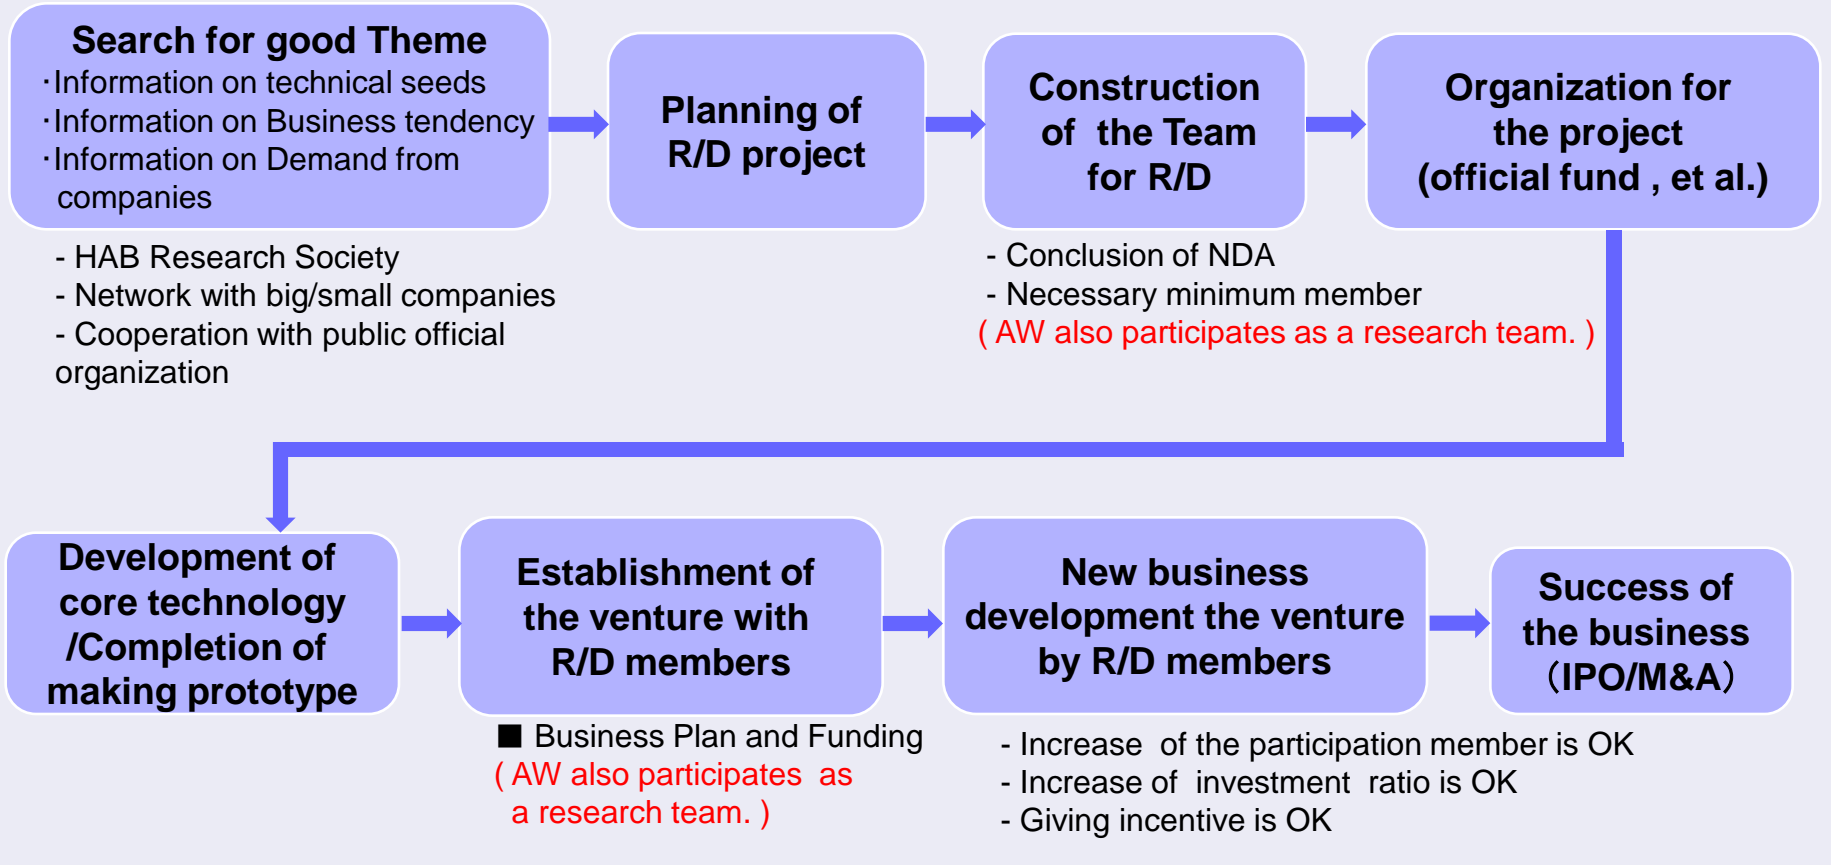 Search for good Theme
･Information on technical seeds
･Information on Business tendency
･Information on Demand from
companies
- HAB Research Society
- Network with big/small companies
- Cooperation with public official
organization
Planning of
R/D project
Construction
of the Team
for R/D
- Conclusion of NDA
- Necessary minimum member
( AW also participates as a research team. )
Organization for
the project
(official fund , et al.)
Development of
core technology
/Completion of
making prototype
Establishment of
the venture with
R/D members
■ Business Plan and Funding
( AW also participates as
a research team. )
New business
development the venture
by R/D members
- Increase of the participation member is OK
- Increase of investment ratio is OK
- Giving incentive is OK
Success of
the business
（IPO/M&A）